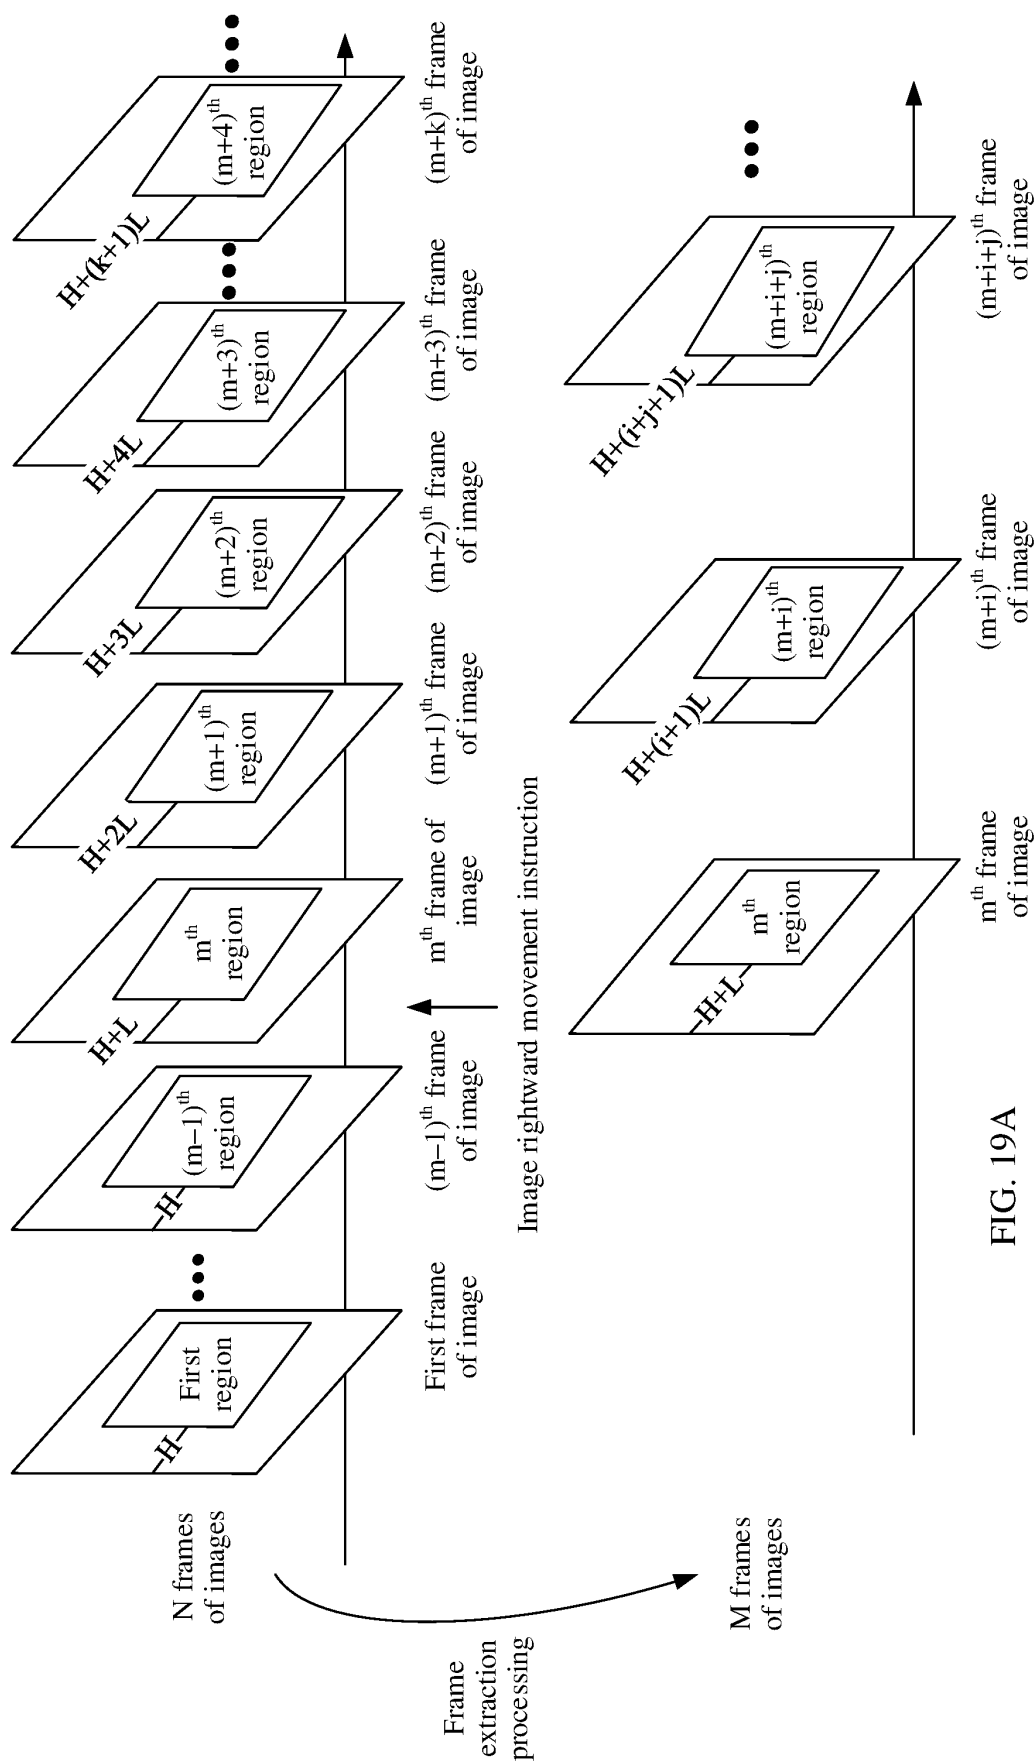 N frames
of images
-H-
First
region
First frame
of image
-H-
(m−1)th
region
(m−1)th frame
of image
H+L
mth
region
mth frame of
image
H+2L
(m+1)th
region
(m+1)th frame
of image
H+3L
(m+2)th
region
(m+2)th frame
of image
H+4L
(m+3)th
region
(m+3)th frame
of image
H+(k+1)L
(m+4)th
region
(m+k)th frame
of image
Image rightward movement instruction
Frame
extraction
processing
M frames
of images
-H+L-
mth
region
mth frame
of image
H+(i+1)L
(m+i)th
region
(m+i)th frame
of image
H+(i+j+1)L
(m+i+j)th
region
(m+i+j)th frame
of image
FIG. 19A